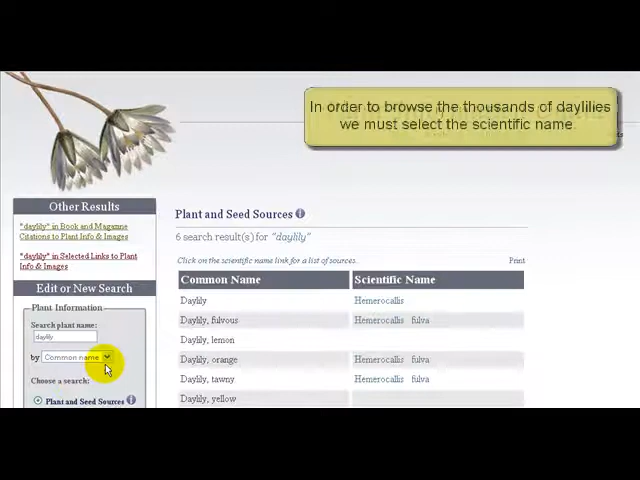 In order to browse the thousands of daylilies
we must select the scientific name
Other Results
"daylily" in Book and Magazine
Citations to Plant Info & Images
"daylily" in Selected Links to Plant
Info & Images
Edit or New Search
Plant Information
Search plant name:
daylily
by Common name
Choose a search:
Plant and Seed Sources
Plant and Seed Sources
6 search result(s) for "daylily"
Click on the scientific name link for a list of sources.
Print
Common Name Scientific Name
Daylily Hemerocallis
Daylily, fulvous Hemerocallis fulva
Daylily, lemon
Daylily, orange Hemerocallis fulva
Daylily, tawny Hemerocallis fulva
Daylily, yellow